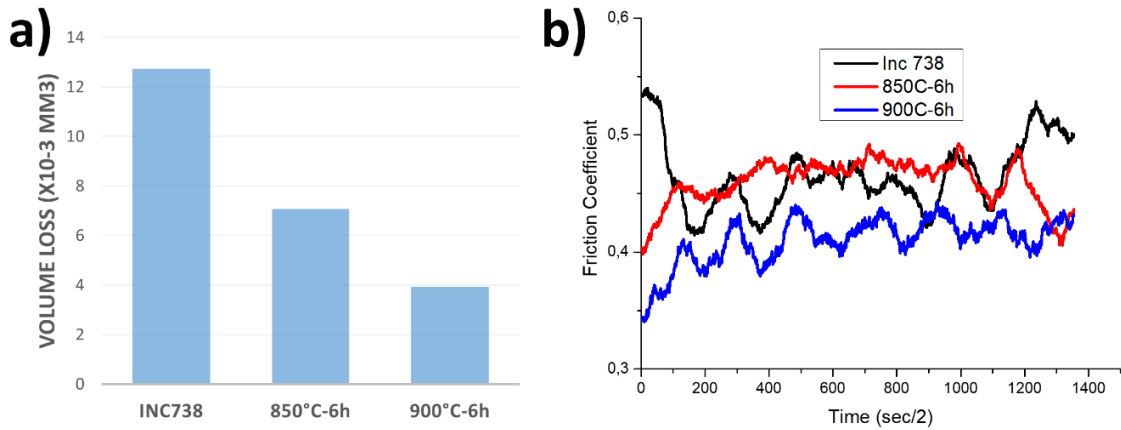 a)
VOLUME LOSS (X10-3 MM3)
14
12
10
8
6
4
2
0
INC738
850°C-6h
900°C-6h
b)
Friction Coefficient
0,6
0,5
0,4
0,3
Inc 738
850C-6h
900C-6h
0
200
400
600
800
1000
1200
1400
Time (sec/2)